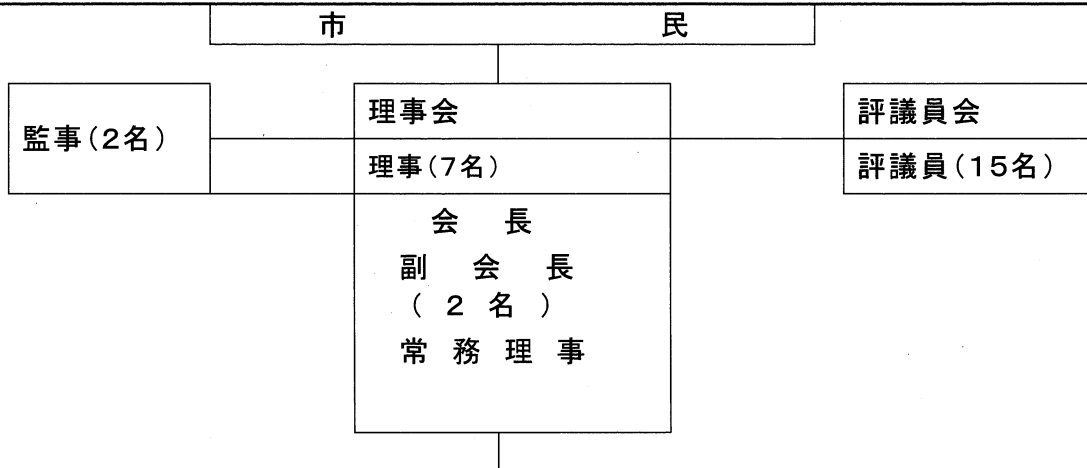 市　民
監事(2名)
理事会
理事(7名)
会　長
副　会　長
(２名)
常務理事
評議員会
評議員(15名)